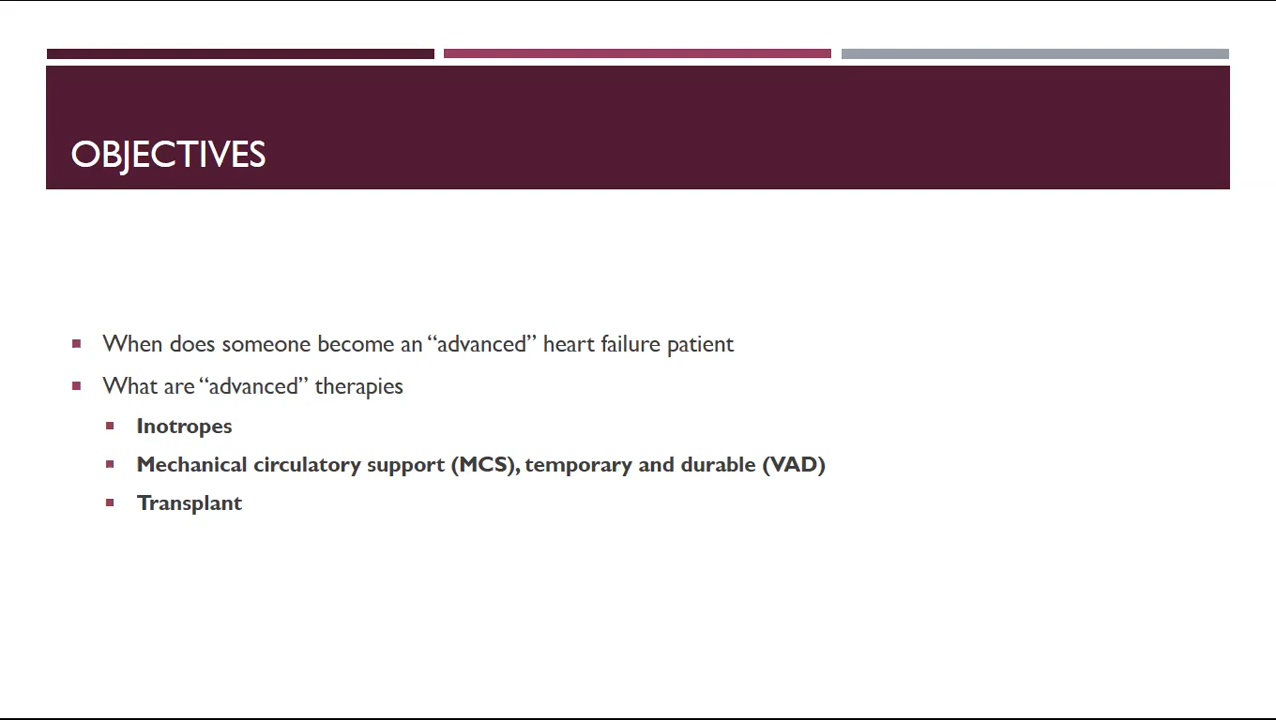 OBJECTIVES
When does someone become an “advanced” heart failure patient
What are “advanced” therapies
Inotropes
Mechanical circulatory support (MCS), temporary and durable (VAD)
Transplant